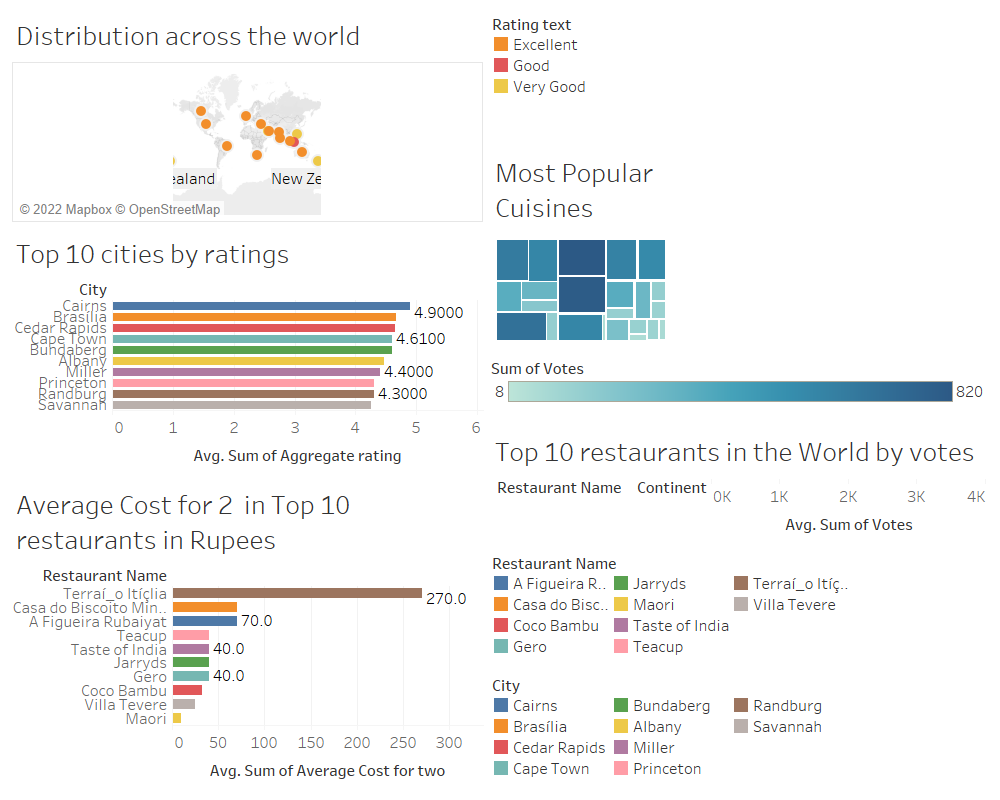 Distribution across the world
ealand
New Ze
© 2022 Mapbox © OpenStreetMap
Rating text
Excellent
Good
Very Good
Most Popular
Cuisines
Sum of Votes
8
820
Top 10 cities by ratings
City
Cairns
4.9000
Brasília
Cedar Rapids
Cape Town
4.6100
Bundaberg
Albany
Miller
4.4000
Princeton
Randburg
4.3000
Savannah
0 1 2 3 4 5 6
Avg. Sum of Aggregate rating
Top 10 restaurants in the World by votes
Restaurant Name Continent
0K 1K 2K 3K 4K
Avg. Sum of Votes
Average Cost for 2 in Top 10
restaurants in Rupees
Restaurant Name
Terraí_o Itíçlia
270.0
Casa do Biscoito Min..
A Figueira Rubaiyat
70.0
Teacup
Taste of India
40.0
Jarryds
Gero
40.0
Coco Bambu
Villa Tevere
Maori
0 50 100 150 200 250 300
Avg. Sum of Average Cost for two
Restaurant Name
A Figueira R.. Jarryds Terraí_o Itíç..
Casa do Bisc.. Maori Villa Tevere
Coco Bambu Taste of India
Gero Teacup
City
Cairns Bundaberg Randburg
Brasília Albany Savannah
Cedar Rapids Miller
Cape Town Princeton